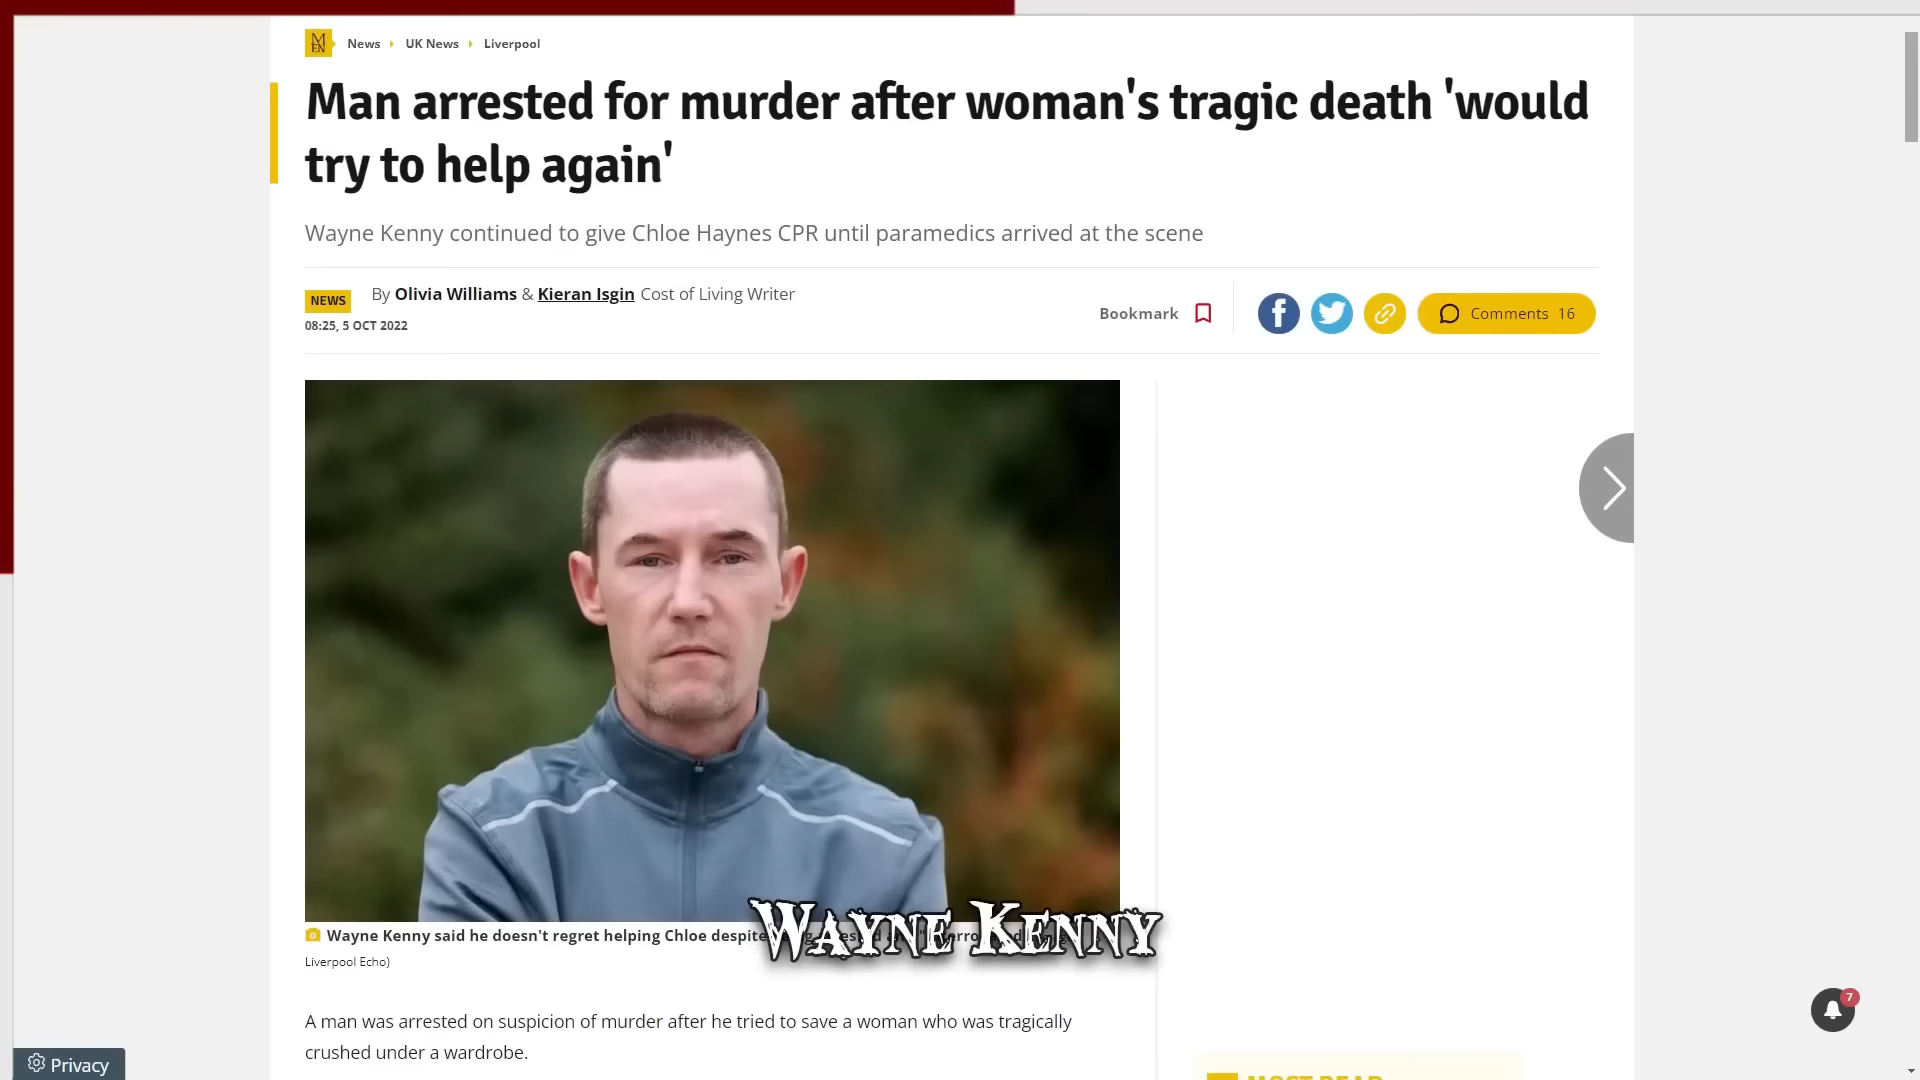 M
EN
News
UK News
Liverpool
Man arrested for murder after woman's tragic death 'would
try to help again'
Wayne Kenny continued to give Chloe Haynes CPR until paramedics arrived at the scene
NEWS
By Olivia Williams & Kieran Isgin Cost of Living Writer
08:25, 5 OCT 2022
Bookmark
Comments 16
Wayne Kenny said he doesn't regret helping Chloe despite
Wayne Kenny
Liverpool Echo)
A man was arrested on suspicion of murder after he tried to save a woman who was tragically
crushed under a wardrobe.
7
Privacy
MOST READ